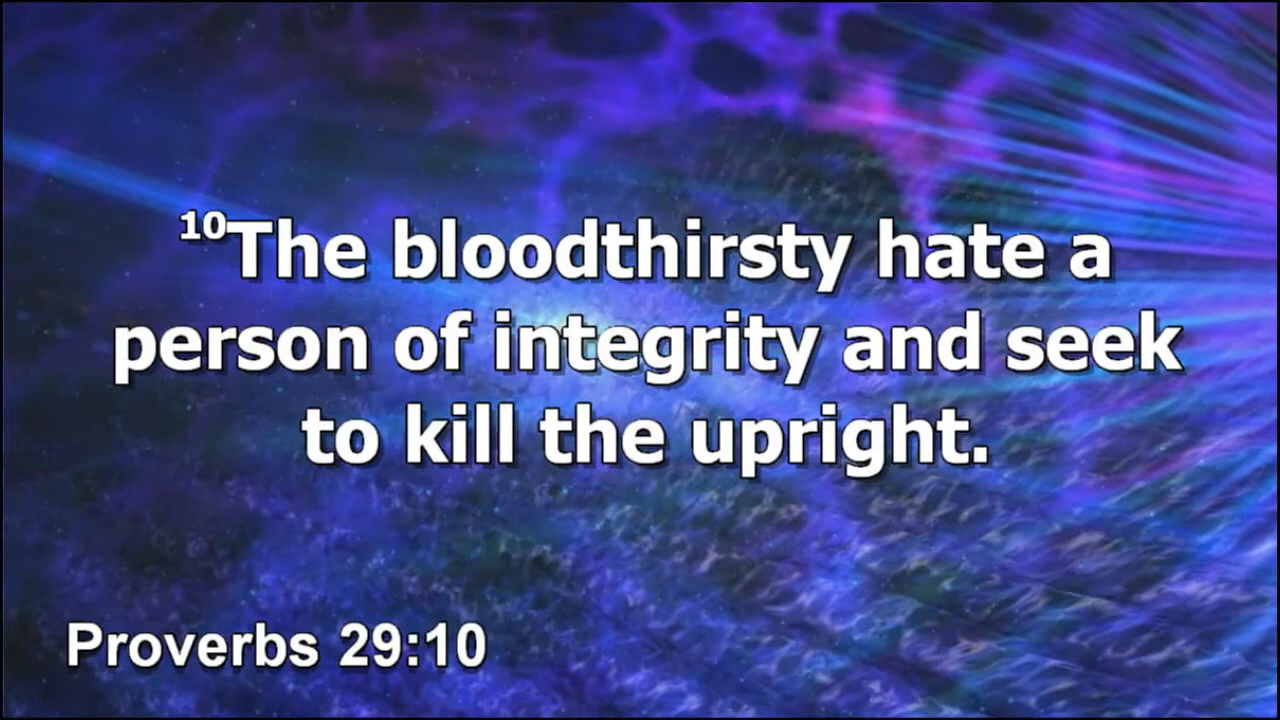 ¹⁰The bloodthirsty hate a
person of integrity and seek
to kill the upright.
Proverbs 29:10